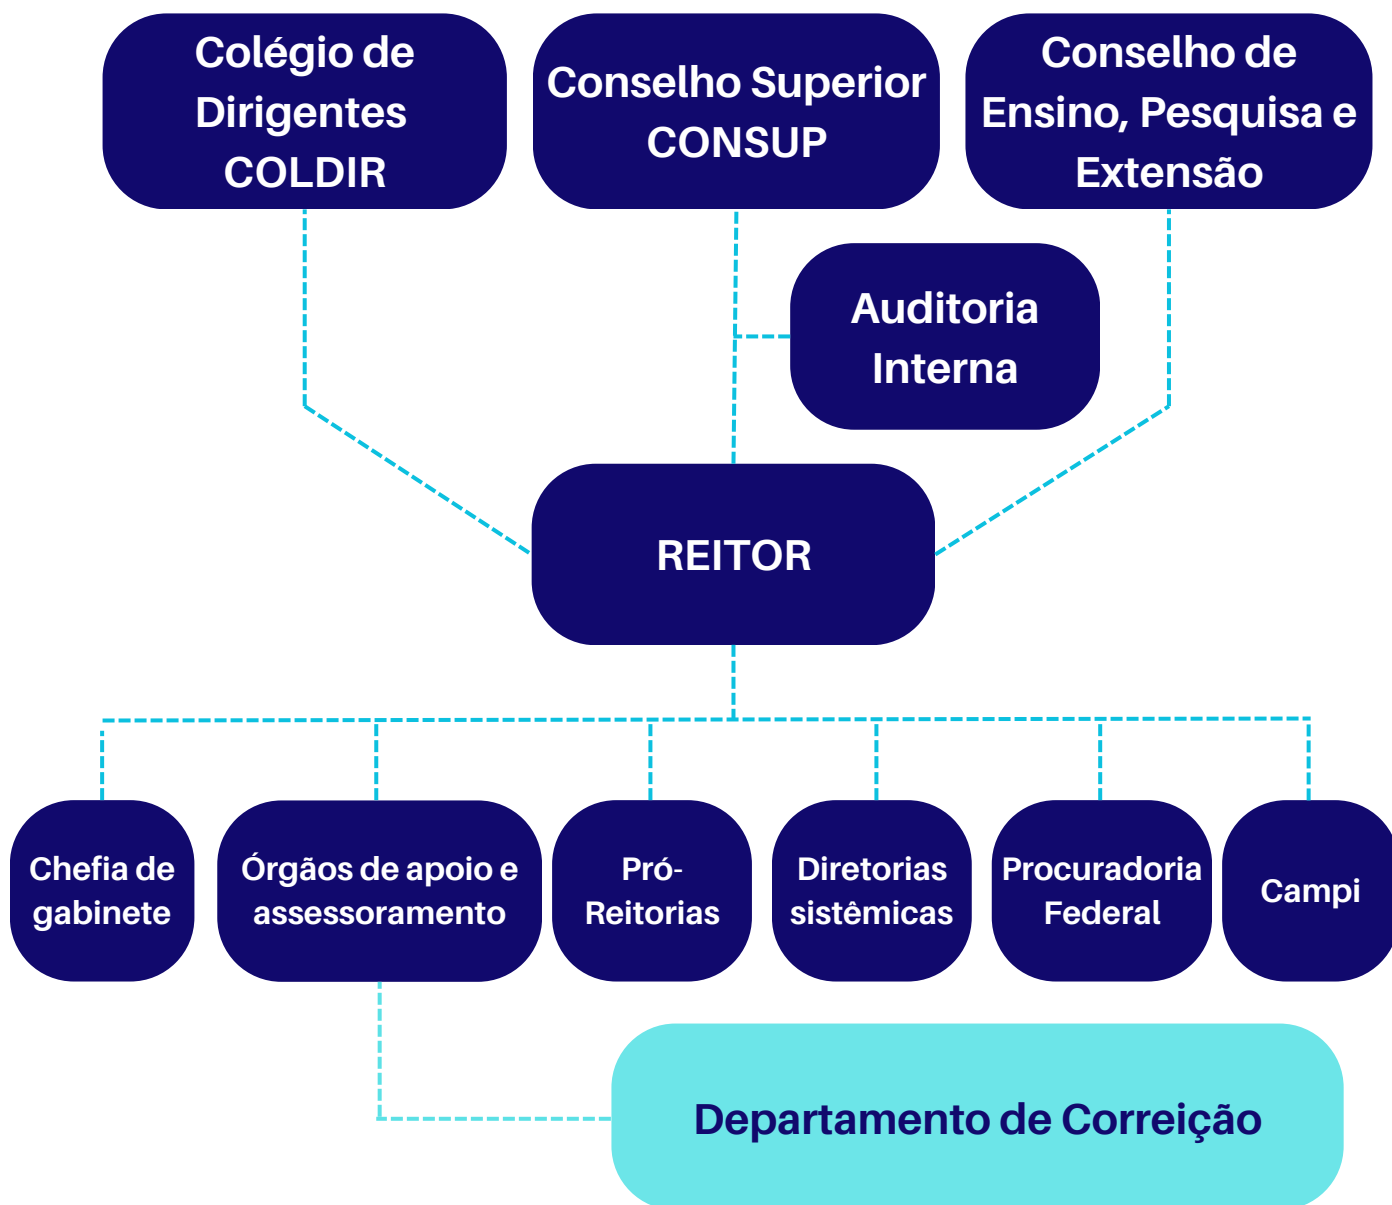 Colégio de
Dirigentes
COLDIR
Conselho Superior
CONSUP
Conselho de
Ensino, Pesquisa e
Extensão
Auditoria
Interna
REITOR
Chefia de
gabinete
Órgãos de apoio e
assessoramento
Pró-
Reitorias
Diretorias
sistêmicas
Procuradoria
Federal
Campi
Departamento de Correição